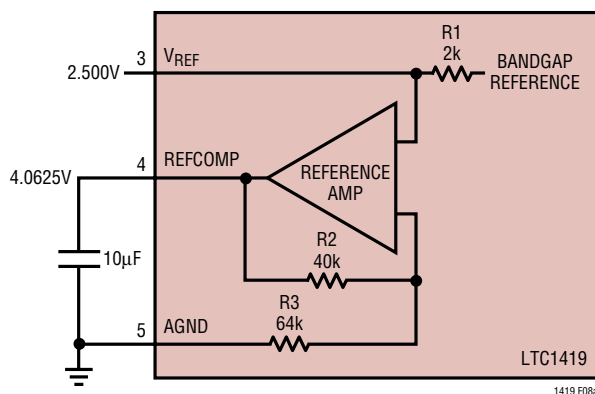 R1
2k
3
VREF
2.500V
BANDGAP
REFERENCE
4
REFCOMP
4.0625V
REFERENCE
AMP
R2
40k
10µF
R3
64k
5
AGND
LTC1419
1419 F08a